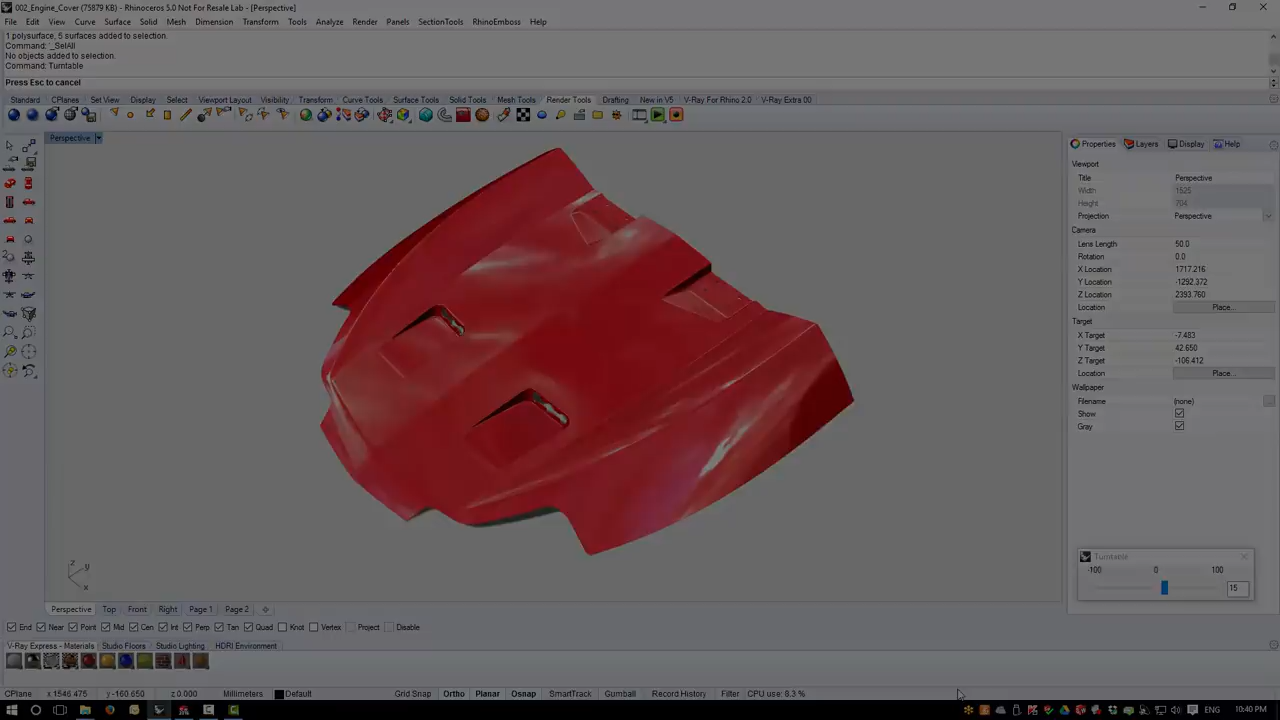 002_Engine_Cover (75879 KB) - Rhinoceros 5.0 Not For Resale Lab - [Perspective]
File Edit View Curve Surface Solid Mesh Dimension Transform Tools Analyze Render Panels SectionTools RhinoEmboss Help
1 polysurface, 5 surfaces added to selection.
Command: '_SelAll
No objects added to selection.
Command: Turntable
Press Esc to cancel
Standard CPlanes Set View Display Select Viewport Layout Visibility Transform Curve Tools Surface Tools Solid Tools Mesh Tools Render Tools Drafting New in V5 V-Ray For Rhino 2.0 V-Ray Extra 00
Perspective
Properties Layers Display Help
Viewport
Title Perspective
Width 1525
Height 704
Projection Perspective
Camera
Lens Length 50.0
Rotation 0.0
X Location 1717.216
Y Location -1292.372
Z Location 2393.760
Location Place...
Target
X Target -7.483
Y Target 42.650
Z Target -106.412
Location Place...
Wallpaper
Filename (none)
Show
Gray
Turntable
-100 0 100
15
z y
x
Perspective Top Front Right Page 1 Page 2
End Near Point Mid Cen Int Perp Tan Quad Knot Vertex Project Disable
V-Ray Express - Materials Studio Floors Studio Lighting HDRI Environment
CPlane x 1546.475 y -160.650 z 0.000 Millimeters Default Grid Snap Ortho Planar Osnap SmartTrack Gumball Record History Filter CPU use: 8.3 %
ENG 10:40 PM